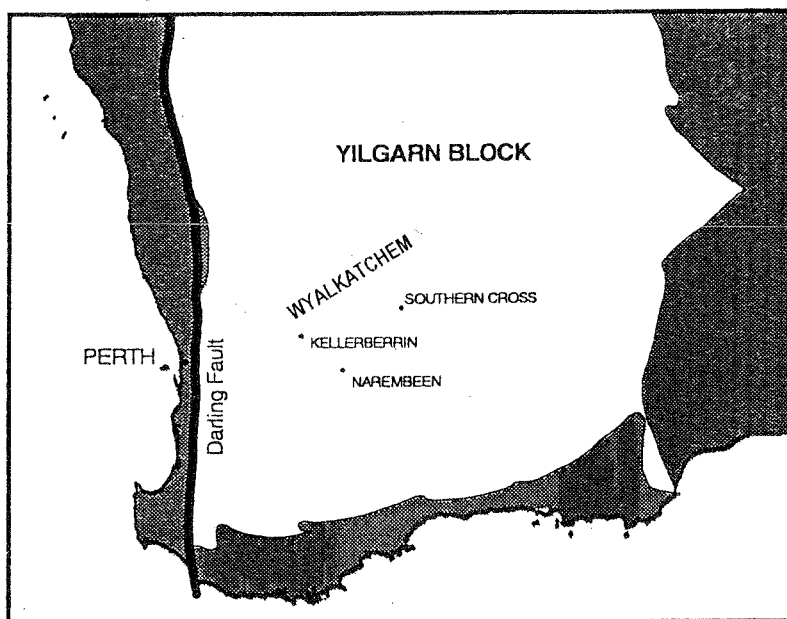 YILGARN BLOCK
WYALKATCHEM
SOUTHERN CROSS
KELLERBERRIN
PERTH
NAREMBEEN
Darling Fault